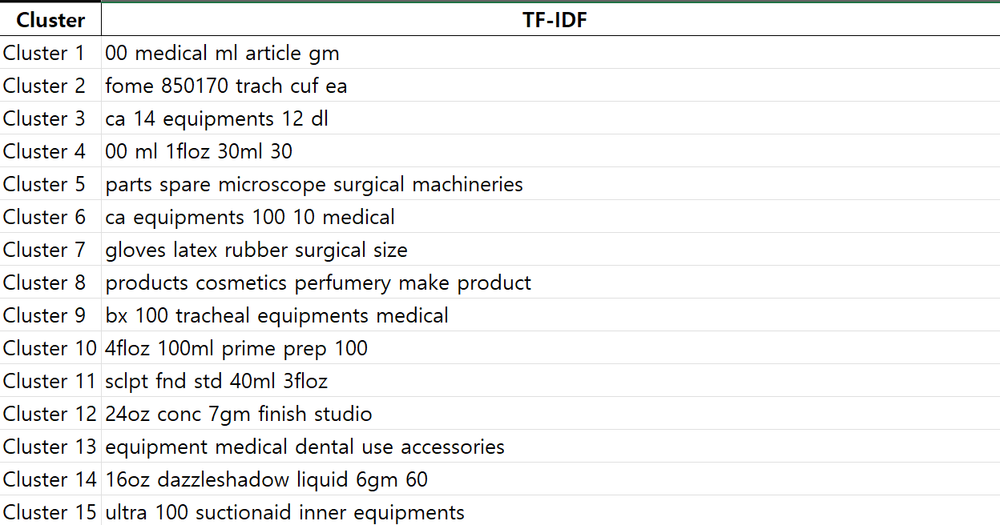 Cluster TF-IDF
Cluster 1 00 medical ml article gm
Cluster 2 fome 850170 trach cuf ea
Cluster 3 ca 14 equipments 12 dl
Cluster 4 00 ml 1floz 30ml 30
Cluster 5 parts spare microscope surgical machineries
Cluster 6 ca equipments 100 10 medical
Cluster 7 gloves latex rubber surgical size
Cluster 8 products cosmetics perfumery make product
Cluster 9 bx 100 tracheal equipments medical
Cluster 10 4floz 100ml prime prep 100
Cluster 11 sclpt fnd std 40ml 3floz
Cluster 12 24oz conc 7gm finish studio
Cluster 13 equipment medical dental use accessories
Cluster 14 16oz dazzleshadow liquid 6gm 60
Cluster 15 ultra 100 suctionaid inner equipments